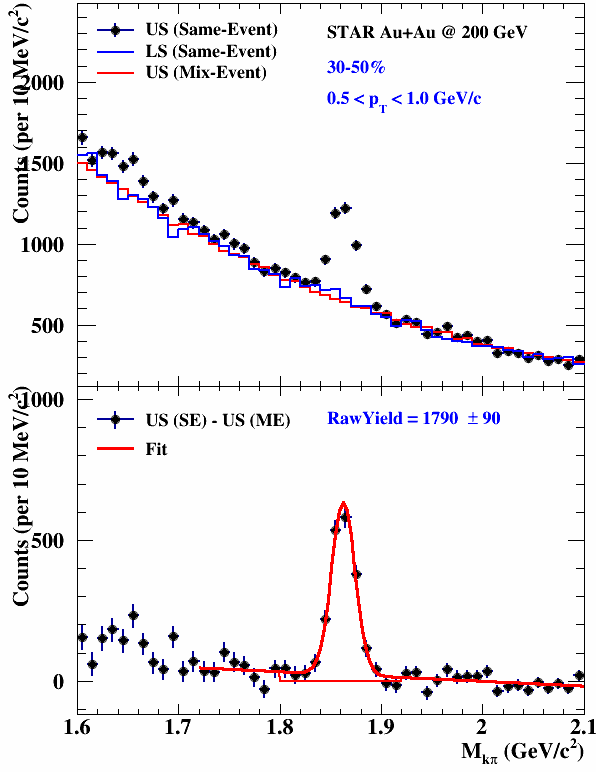 US (Same-Event)
LS (Same-Event)
US (Mix-Event)
STAR Au+Au @ 200 GeV
30-50%
0.5 < p_T < 1.0 GeV/c
Counts (per 10 MeV/c²)
2000
1500
1000
500
US (SE) - US (ME)
Fit
RawYield = 1790 ± 90
Counts (per 10 MeV/c²)
1000
500
0
1.6 1.7 1.8 1.9 2 2.1
M_kπ (GeV/c²)